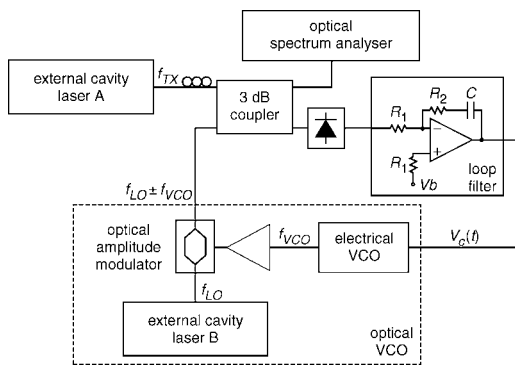 optical
spectrum analyser
external cavity
laser A
f_TX
3 dB
coupler
R_1
R_2
C
−
+
R_1
Vb
loop
filter
f_LO ± f_VCO
optical
amplitude
modulator
f_VCO
electrical
VCO
V_c(t)
f_LO
external cavity
laser B
optical
VCO